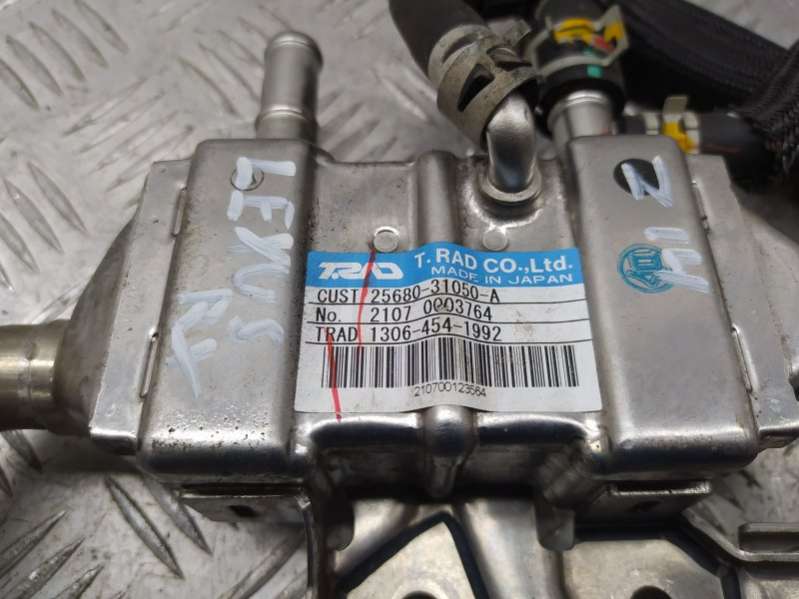 LEXUS
RX
N
412
TRAD T. RAD CO.,Ltd.
MADE IN JAPAN
CUST 25680-31050-A
No. 2107 0003764
TRAD 1306-454-1992
210700123564